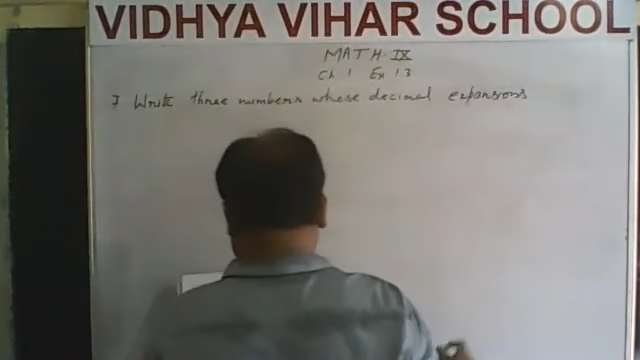 VIDHYA VIHAR SCHOOL
MATH-IX
Ch 1 Ex 1.3
7 Write three numbers whose decimal expansions